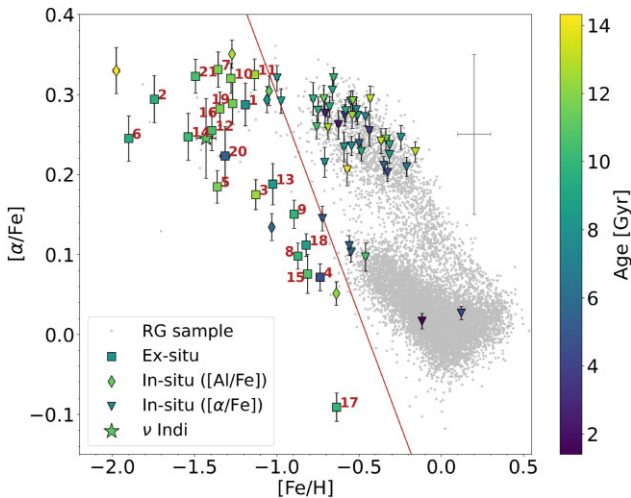 0.4
0.3
0.2
0.1
0.0
−0.1
[α/Fe]
−2.0 −1.5 −1.0 −0.5 0.0 0.5
[Fe/H]
21 7 10 11
2 19 1
16
6 14 12
20
5 3 13
9
8 18
15 4
17
RG sample
Ex-situ
In-situ ([Al/Fe])
In-situ ([α/Fe])
ν Indi
14
12
10
8
6
4
2
Age [Gyr]